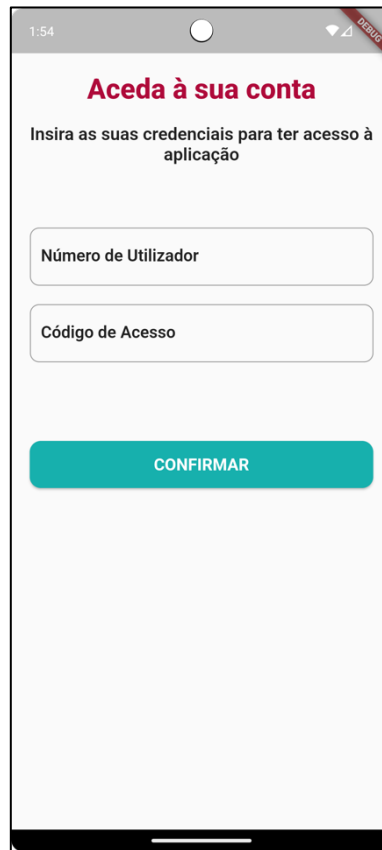 1:54
DEBUG
Aceda à sua conta
Insira as suas credenciais para ter acesso à
aplicação
Número de Utilizador
Código de Acesso
CONFIRMAR